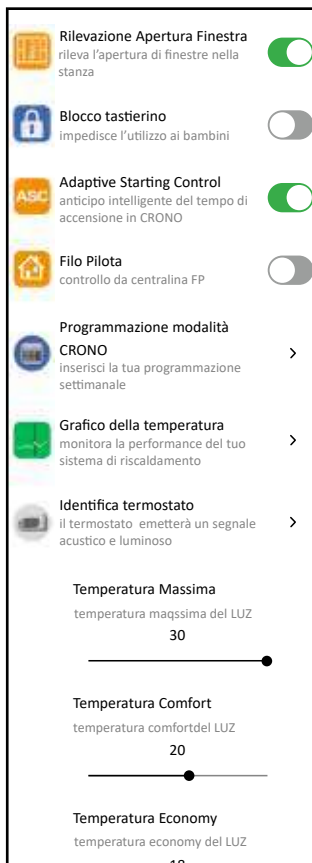 Rilevazione Apertura Finestra
rileva l'apertura di finestre nella
stanza
Blocco tastierino
impedisce l'utilizzo ai bambini
ASC
Adaptive Starting Control
anticipo intelligente del tempo di
accensione in CRONO
Filo Pilota
controllo da centralina FP
Programmazione modalità
CRONO
inserisci la tua programmazione
settimanale
Grafico della temperatura
monitora la performance del tuo
sistema di riscaldamento
Identifica termostato
il termostato emetterà un segnale
acustico e luminoso
Temperatura Massima
temperatura maqssima del LUZ
30
Temperatura Comfort
temperatura comfortdel LUZ
20
Temperatura Economy
temperatura economy del LUZ